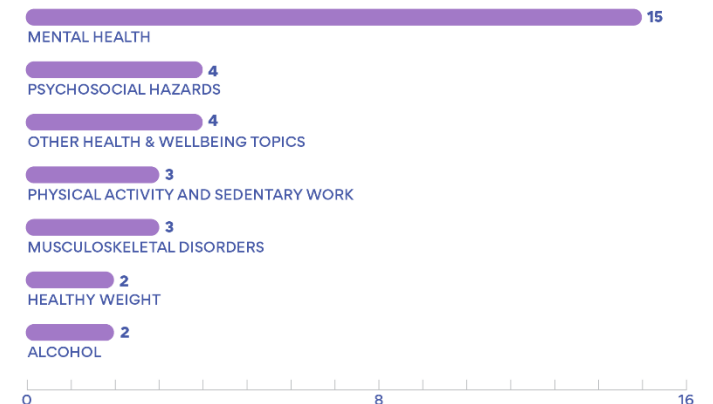 15
MENTAL HEALTH
4
PSYCHOSOCIAL HAZARDS
4
OTHER HEALTH & WELLBEING TOPICS
3
PHYSICAL ACTIVITY AND SEDENTARY WORK
3
MUSCULOSKELETAL DISORDERS
2
HEALTHY WEIGHT
2
ALCOHOL
0 8 16